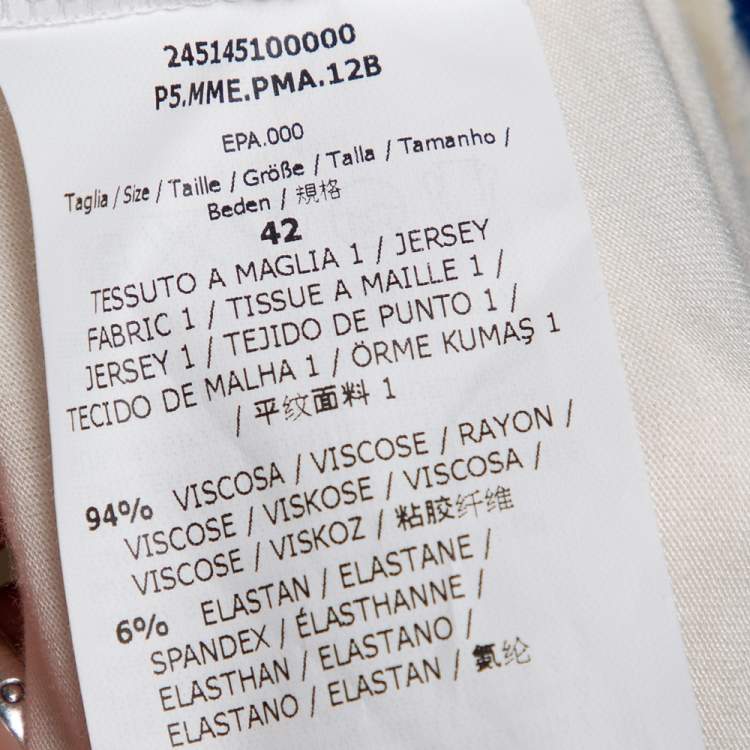 245145100000
P5.MME.PMA.12B
EPA.000
Taglia / Size / Taille / Größe / Talla / Tamanho /
Beden / 規格
42
TESSUTO A MAGLIA 1 / JERSEY
FABRIC 1 / TISSUE A MAILLE 1 /
JERSEY 1 / TEJIDO DE PUNTO 1 /
TECIDO DE MALHA 1 / ÖRME KUMAŞ 1
/ 平纹面料 1
94% VISCOSA / VISCOSE / RAYON /
VISCOSE / VISKOSE / VISCOSA /
VISCOSE / VISKOZ / 粘胶纤维
6% ELASTAN / ELASTANE /
SPANDEX / ÉLASTHANNE /
ELASTHAN / ELASTANO /
ELASTANO / ELASTAN / 氨纶